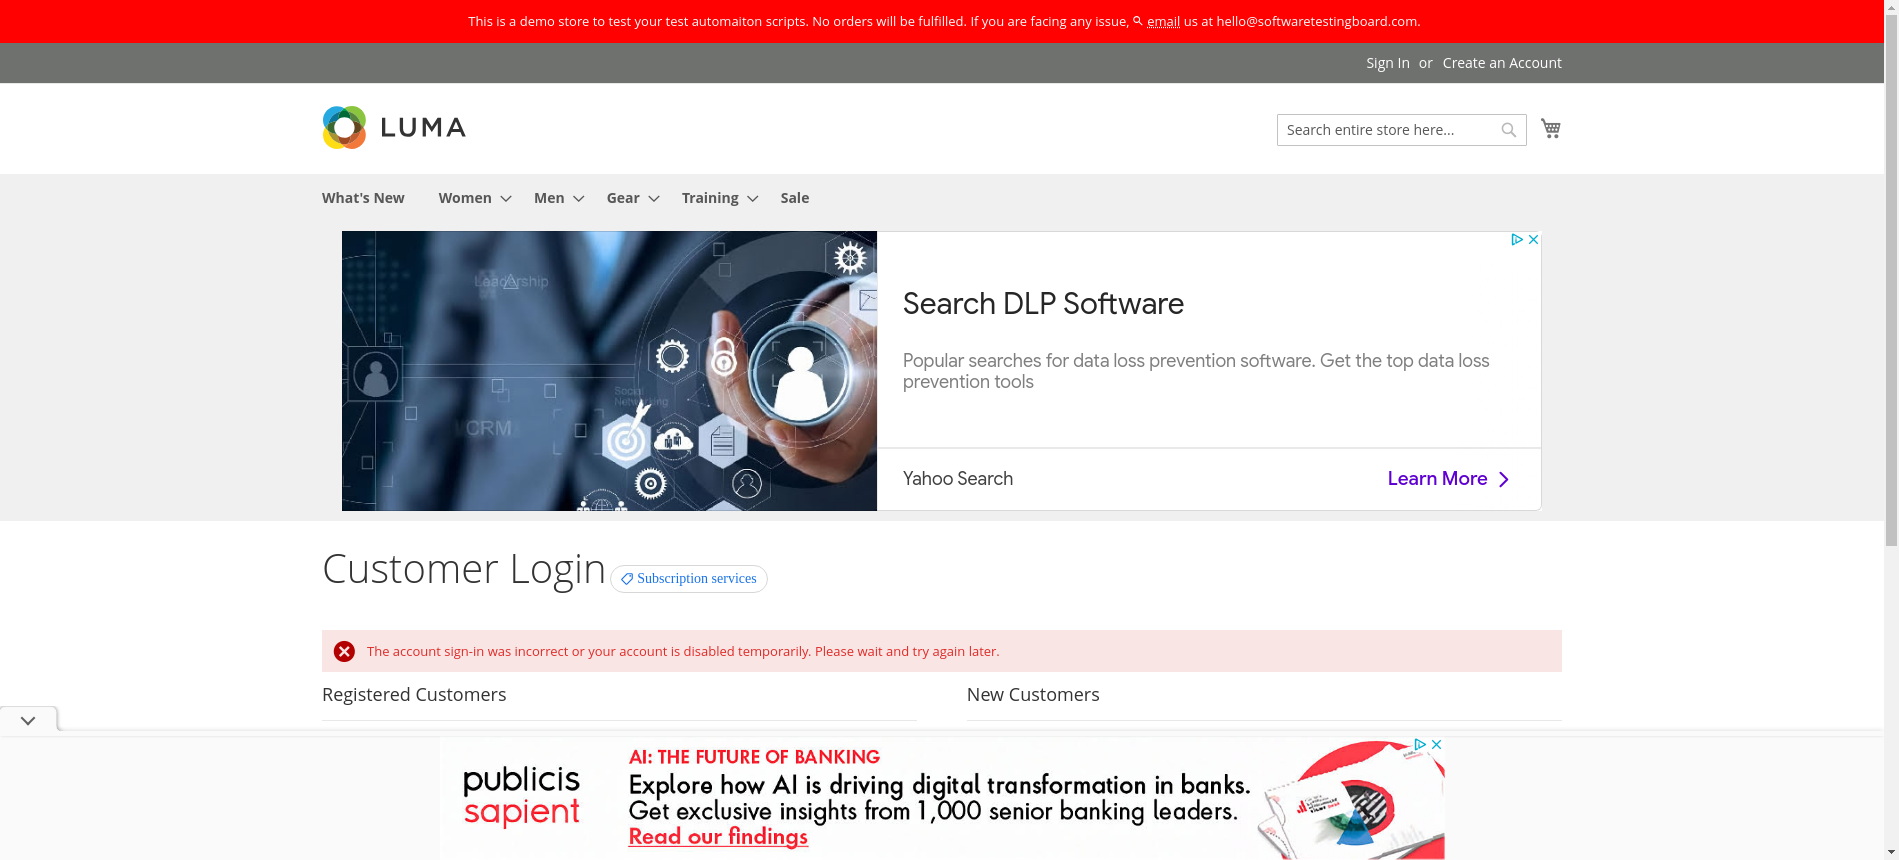 This is a demo store to test your test automaiton scripts. No orders will be fulfilled. If you are facing any issue, email us at hello@softwaretestingboard.com.
Sign In or Create an Account
LUMA
Search entire store here...
What's New Women Men Gear Training Sale
Leadership
Social
Networking
CRM
Search DLP Software
Popular searches for data loss prevention software. Get the top data loss
prevention tools
Yahoo Search
Learn More
Customer Login
Subscription services
The account sign-in was incorrect or your account is disabled temporarily. Please wait and try again later.
Registered Customers
New Customers
publicis
sapient
AI: THE FUTURE OF BANKING
Explore how AI is driving digital transformation in banks.
Get exclusive insights from 1,000 senior banking leaders.
Read our findings